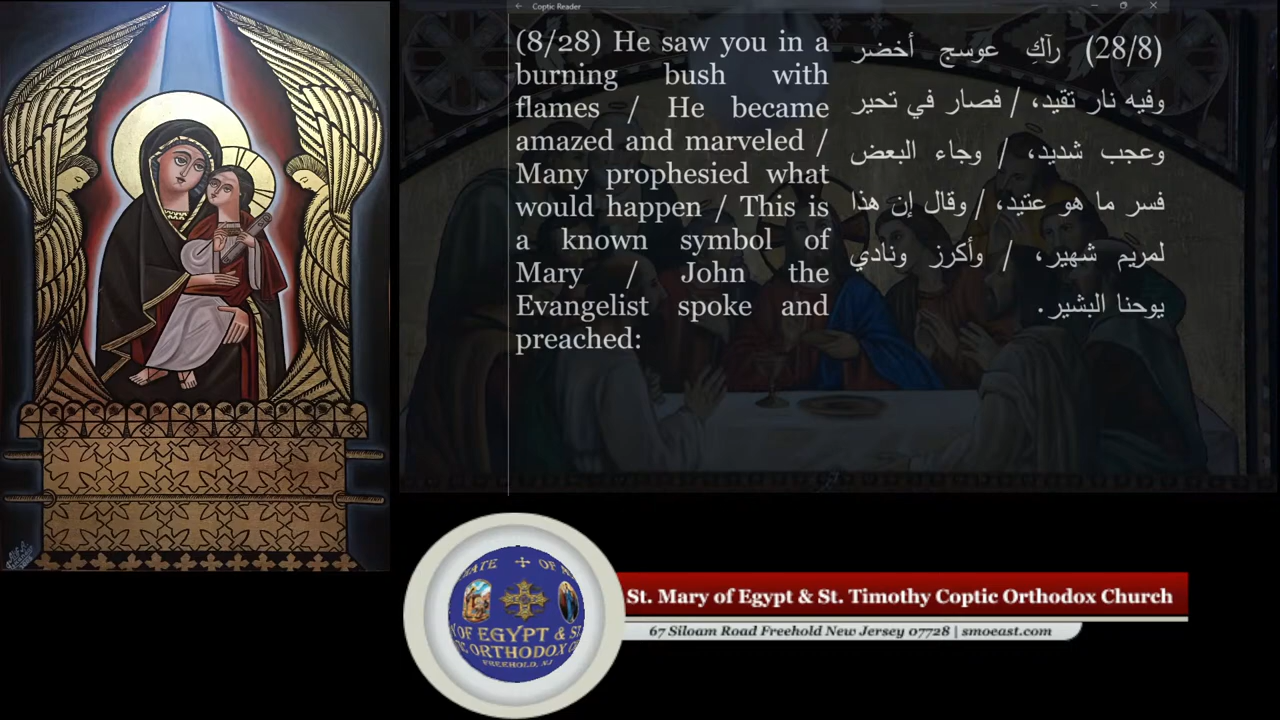 Coptic Reader
(8/28) He saw you in a
burning bush with
flames / He became
amazed and marveled /
Many prophesied what
would happen / This is
a known symbol of
Mary / John the
Evangelist spoke and
preached:
(28/8) رآكِ عوسج أخضر
وفيه نار تقيد، / فصار في تحير
وعجب شديد، / وجاء البعض
فسر ما هو عتيد، / وقال إن هذا
لمريم شهير، / وأكرز ونادي
يوحنا البشير.
OF EGYPT &
ORTHODOX
FREEHOLD, NJ
St. Mary of Egypt & St. Timothy Coptic Orthodox Church
67 Siloam Road Freehold New Jersey 07728 | smoeast.com